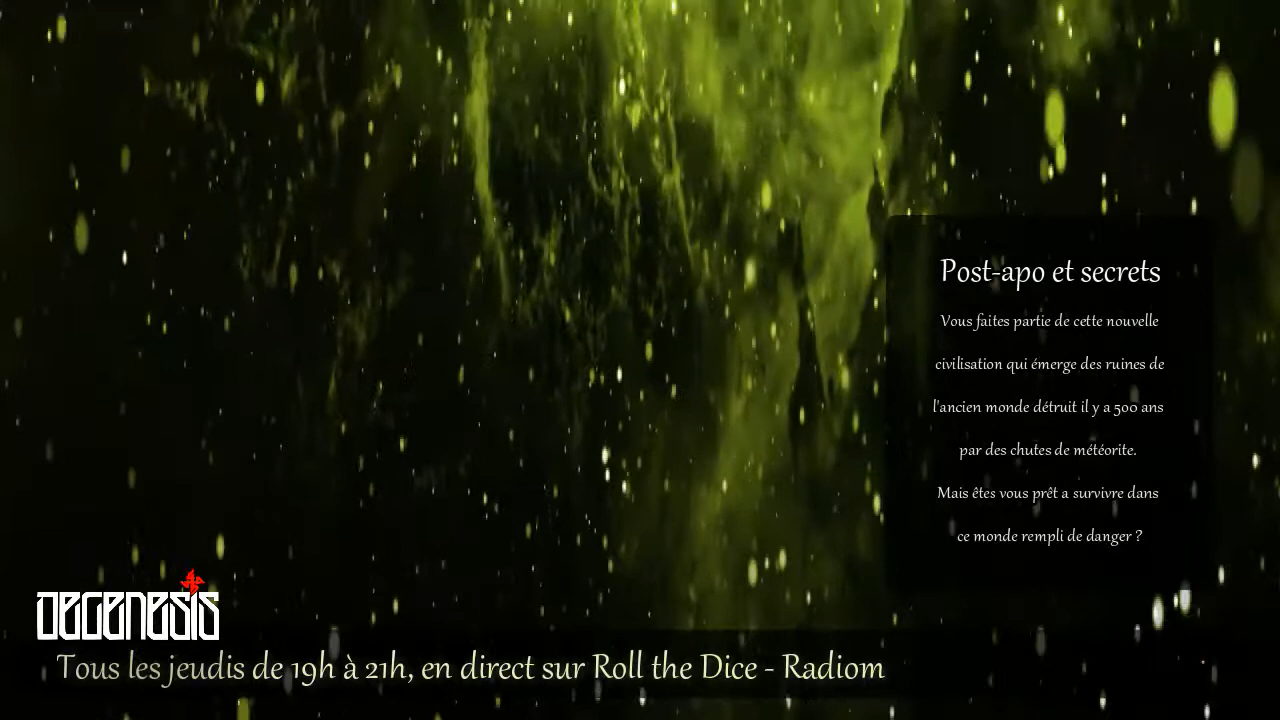 Post-apo et secrets
Vous faites partie de cette nouvelle
civilisation qui émerge des ruines de
l'ancien monde détruit il y a 500 ans
par des chutes de météorite.
Mais êtes vous prêt a survivre dans
ce monde rempli de danger ?
DEGENESIS
Tous les jeudis de 19h à 21h, en direct sur Roll the Dice - Radiom